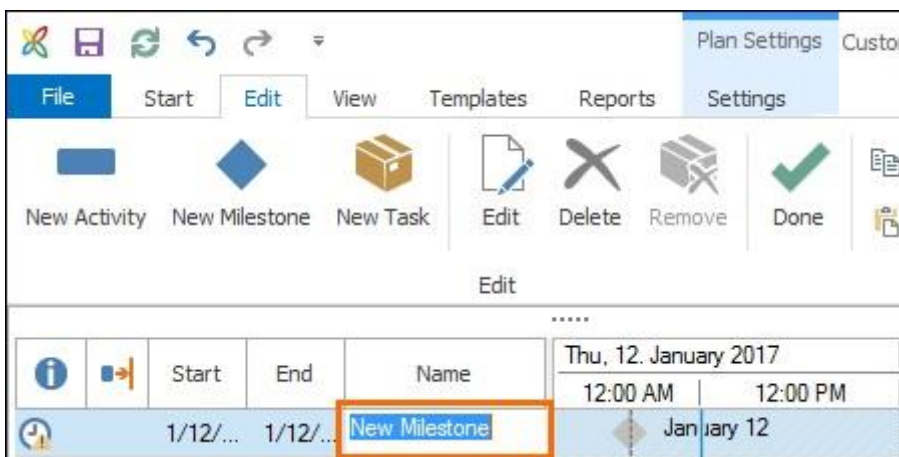 Plan Settings Custo
File Start Edit View Templates Reports Settings
New Activity New Milestone New Task Edit Delete Remove Done
Edit
Start End Name Thu, 12. January 2017
12:00 AM 12:00 PM
1/12/... 1/12/... New Milestone January 12